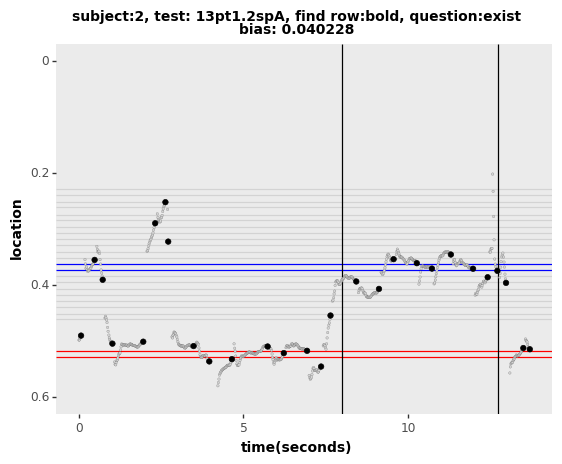 subject:2, test: 13pt1.2spA, find row:bold, question:exist
bias: 0.040228
0
0.2
0.4
0.6
location
0
5
10
time(seconds)